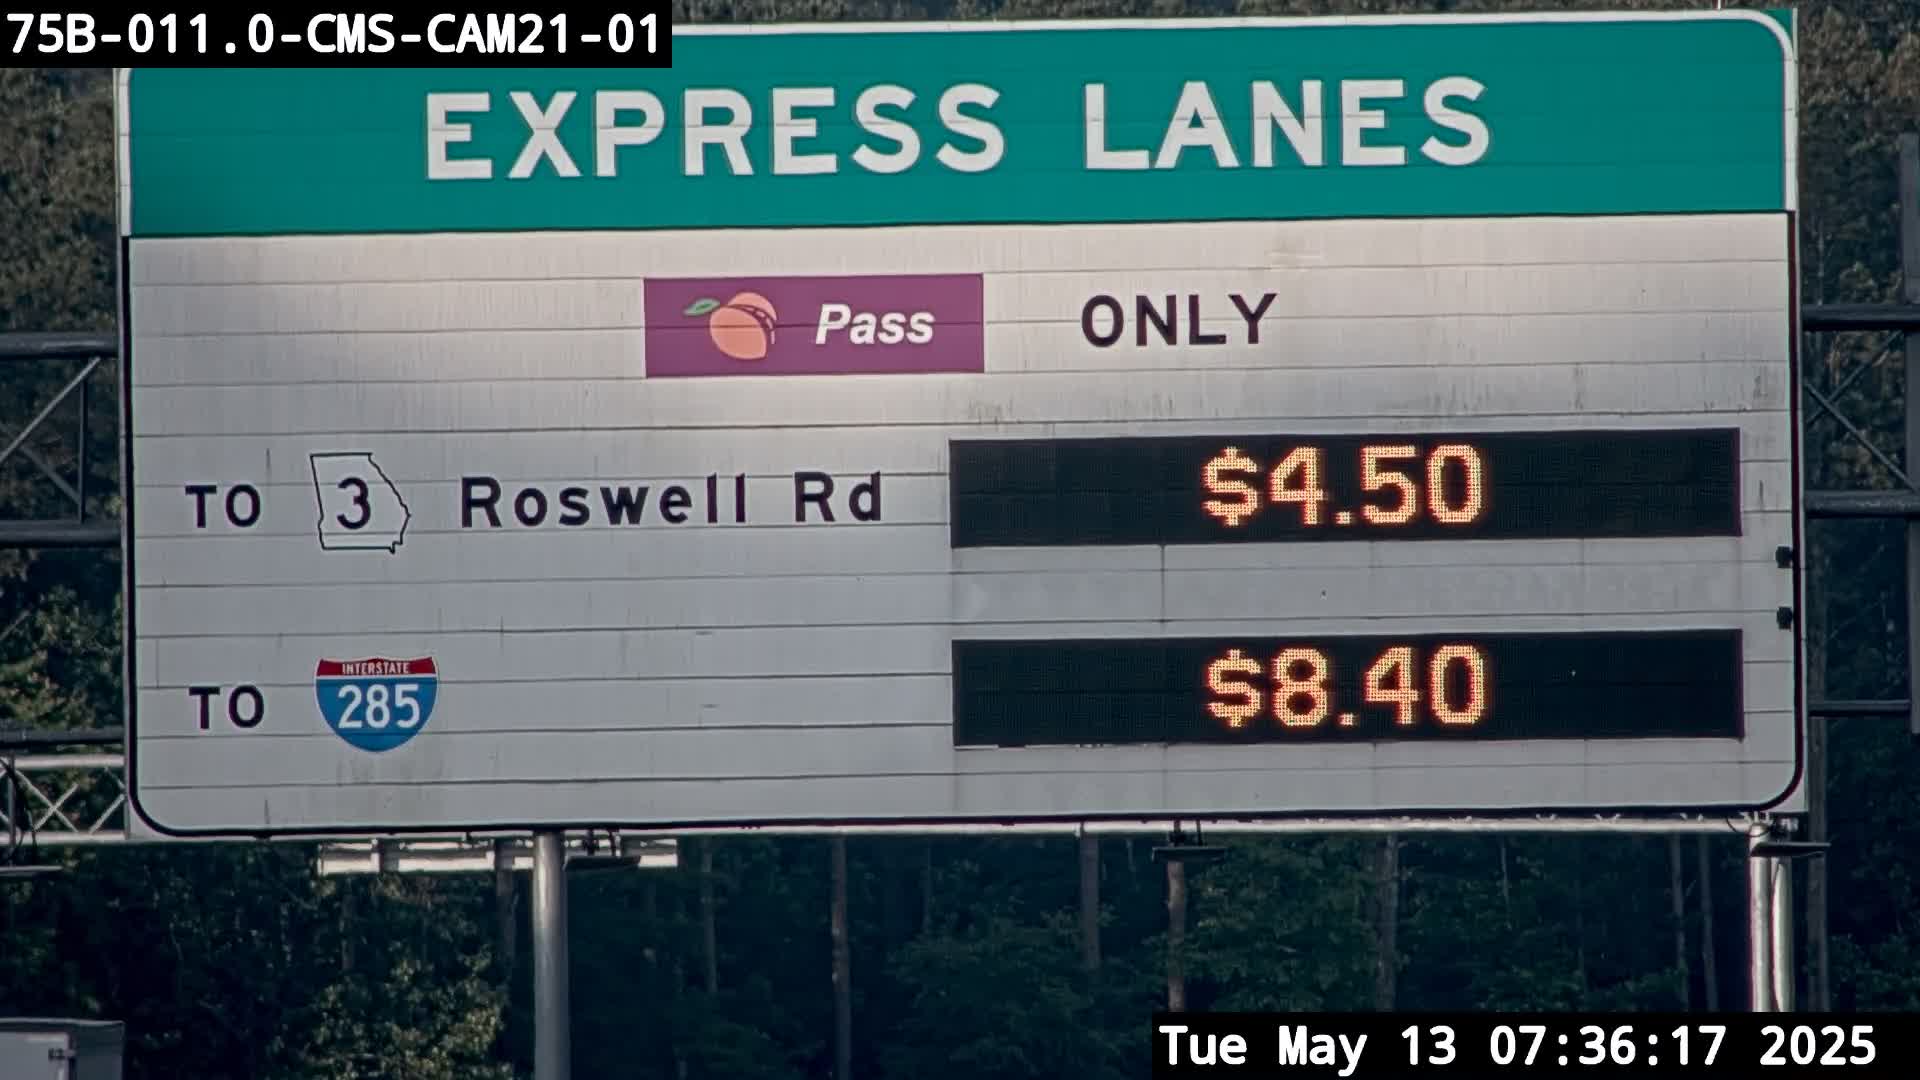 75B-011.0-CMS-CAM21-01
EXPRESS LANES
Pass ONLY
TO 3 Roswell Rd $4.50
TO INTERSTATE 285 $8.40
Tue May 13 07:36:17 2025